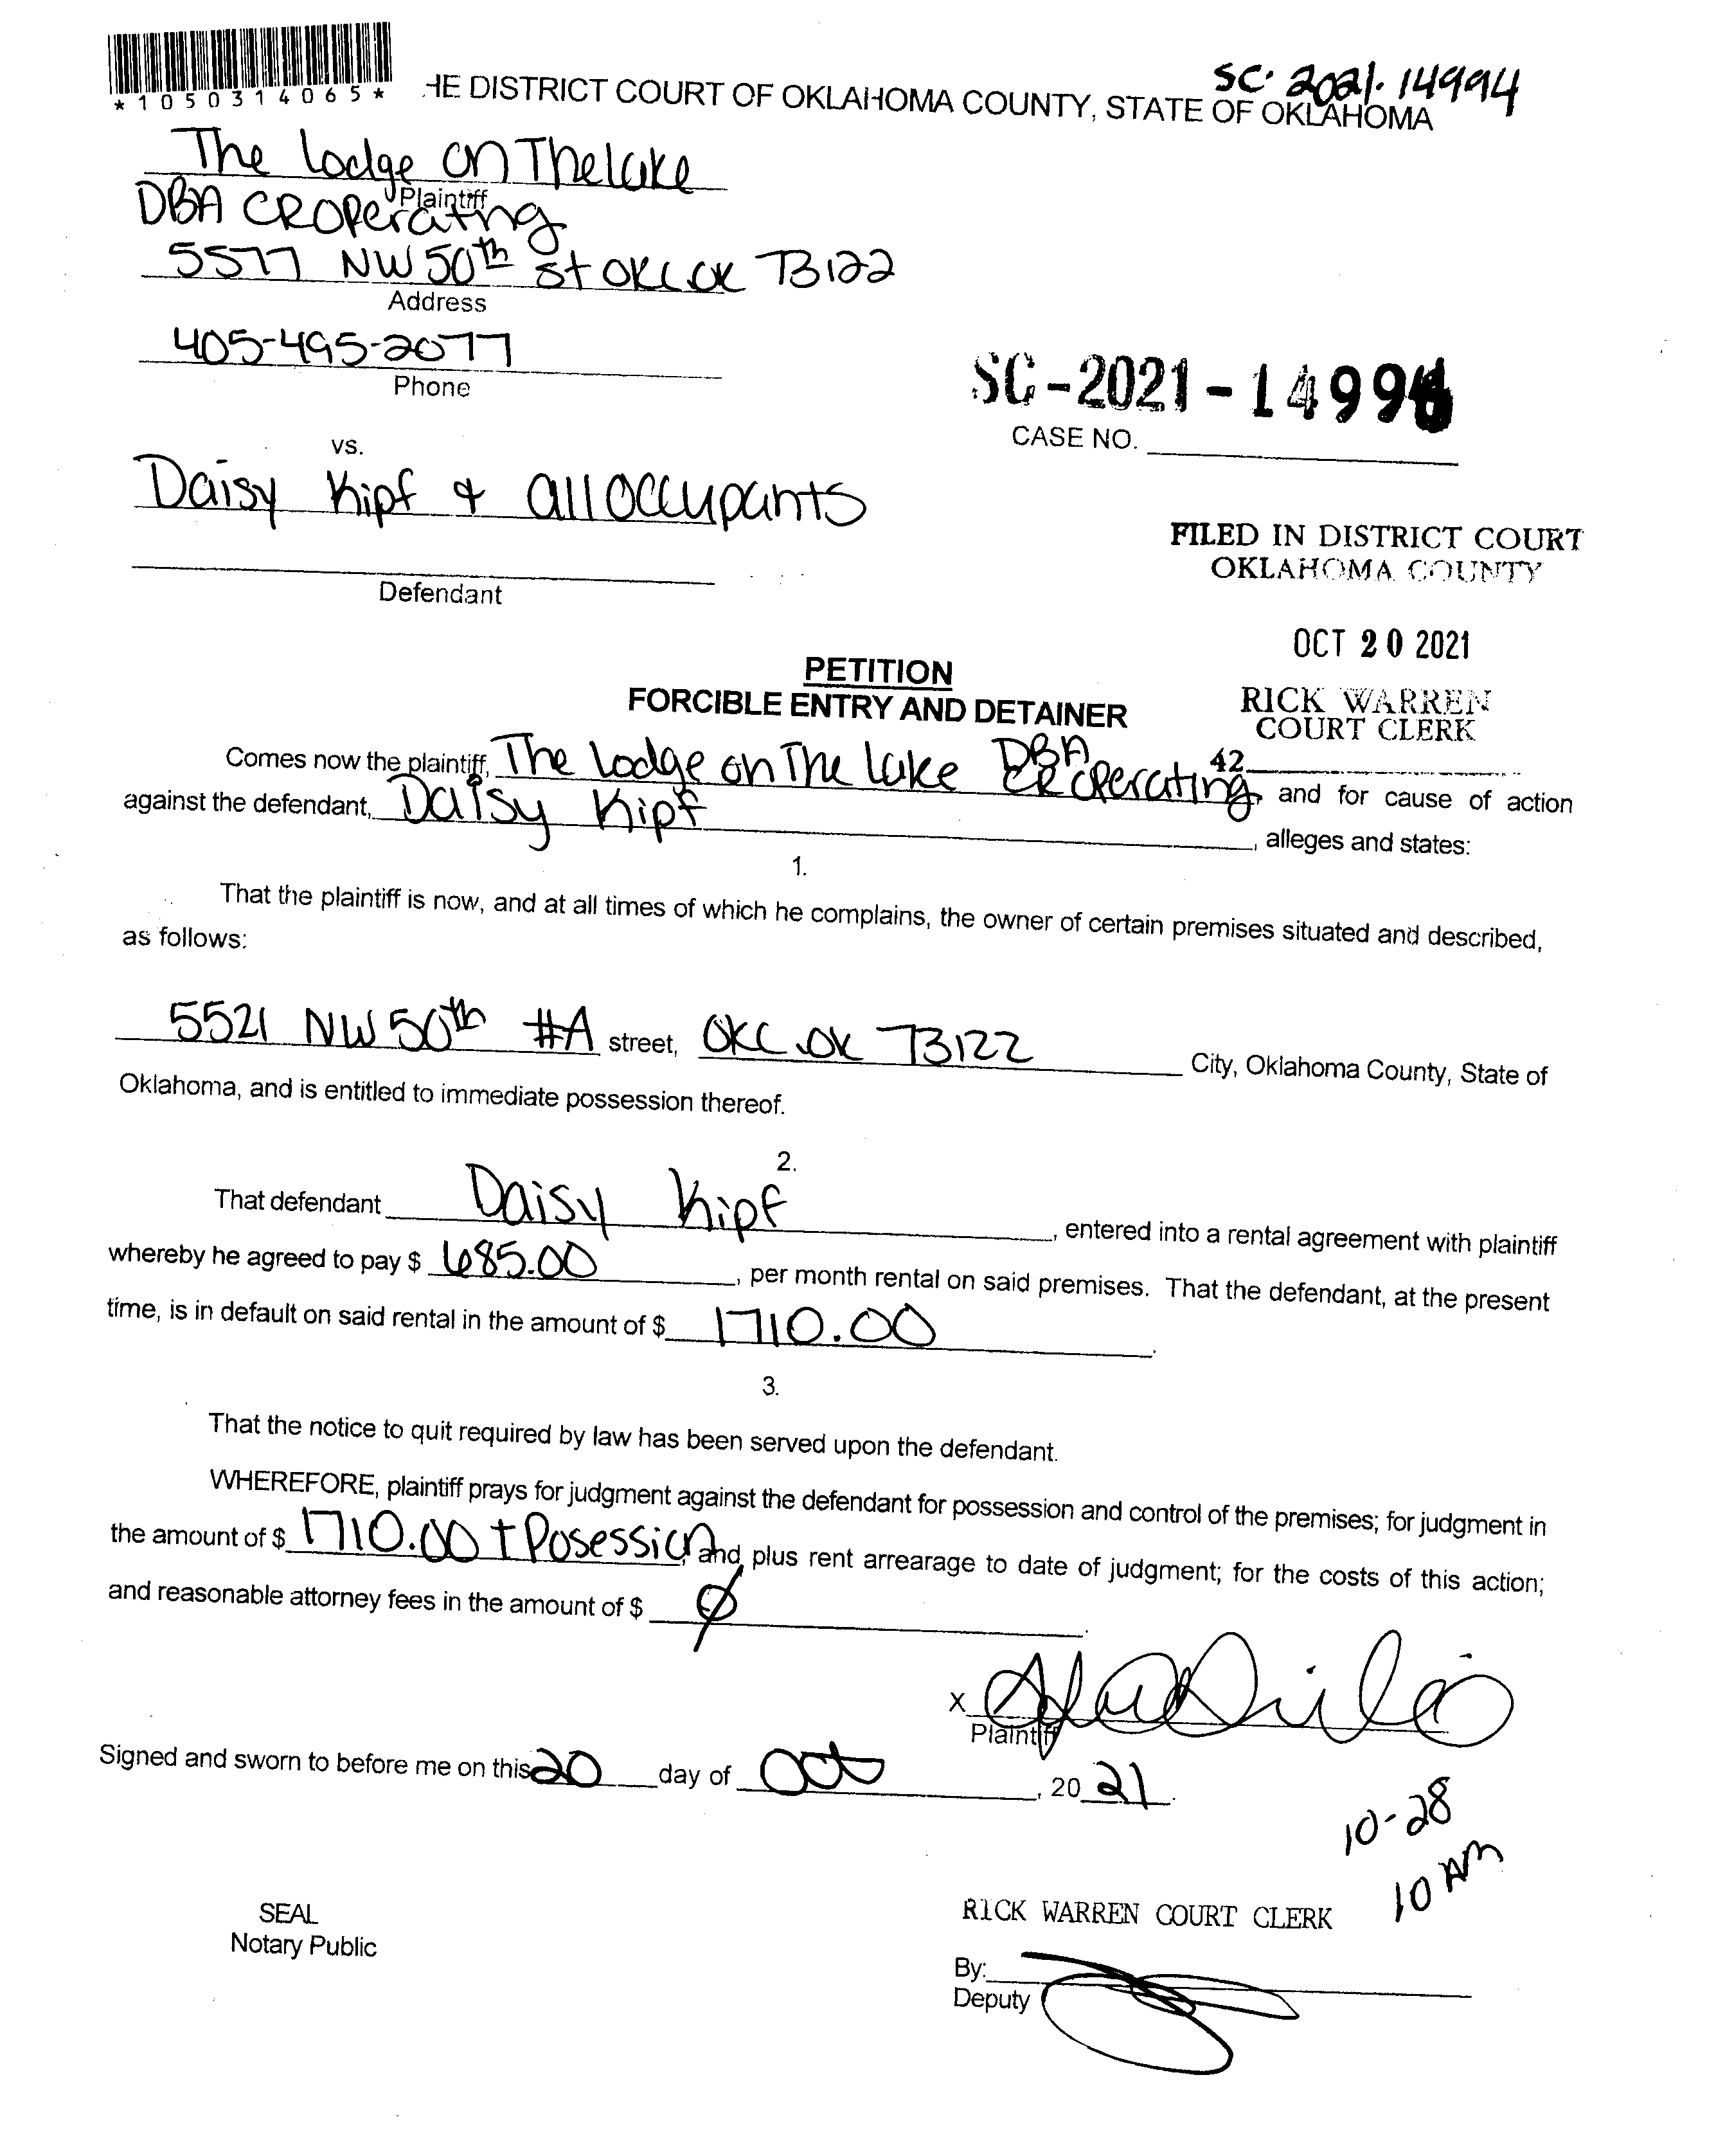 *1050314065*
SC. 2021. 14994
HE DISTRICT COURT OF OKLAHOMA COUNTY, STATE OF OKLAHOMA
The Lodge on The lake
Plaintiff
DBA CROperating
5577 NW 50th St OKC OK 73122
Address
405-495-2077
Phone
SC-2021-1499
CASE NO.
vs.
Daisy Kipf & all occupants
Defendant
FILED IN DISTRICT COURT
OKLAHOMA COUNTY
OCT 20 2021
RICK WARREN
COURT CLERK
42
PETITION
FORCIBLE ENTRY AND DETAINER
Comes now the plaintiff, The Lodge on The lake DBA CR Operating, and for cause of action
against the defendant, Daisy Kipf, alleges and states:
1.
That the plaintiff is now, and at all times of which he complains, the owner of certain premises situated and described,
as follows:
5521 NW 50th #A street, OKC OK 73122 City, Oklahoma County, State of
Oklahoma, and is entitled to immediate possession thereof.
2.
That defendant Daisy Kipf, entered into a rental agreement with plaintiff
whereby he agreed to pay $ 685.00, per month rental on said premises. That the defendant, at the present
time, is in default on said rental in the amount of $ 1710.00.
3.
That the notice to quit required by law has been served upon the defendant.
WHEREFORE, plaintiff prays for judgment against the defendant for possession and control of the premises; for judgment in
the amount of $ 1710.00 + Posession, and, plus rent arrearage to date of judgment; for the costs of this action;
and reasonable attorney fees in the amount of $ ∅.
X
Plaintiff
Signed and sworn to before me on this 20 day of Oct, 20 21.
10-28
10 AM
SEAL
Notary Public
RICK WARREN COURT CLERK
By:
Deputy